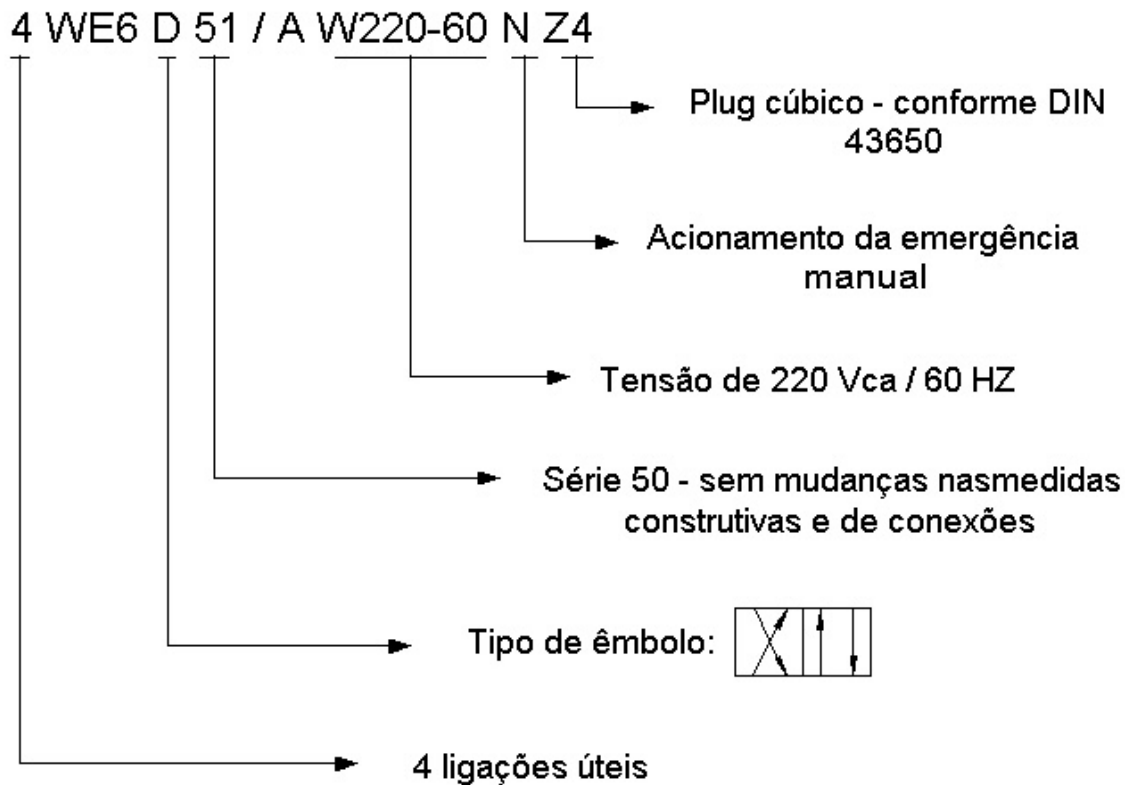 4 WE6 D 51 / A W220-60 N Z4
Plug cúbico - conforme DIN
43650
Acionamento da emergência
manual
Tensão de 220 Vca / 60 HZ
Série 50 - sem mudanças nasmedidas
construtivas e de conexões
Tipo de êmbolo:
4 ligações úteis